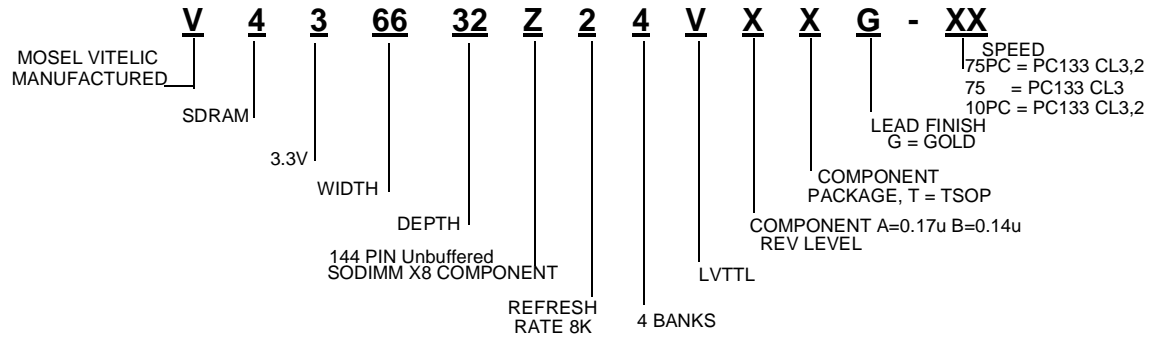 V 4 3 66 32 Z 2 4 V X X G - XX
MOSEL VITELIC
MANUFACTURED
SDRAM
3.3V
WIDTH
DEPTH
144 PIN Unbuffered
SODIMM X8 COMPONENT
REFRESH
RATE 8K
4 BANKS
LVTTL
COMPONENT A=0.17u B=0.14u
REV LEVEL
COMPONENT
PACKAGE, T = TSOP
LEAD FINISH
G = GOLD
SPEED
75PC = PC133 CL3,2
75 = PC133 CL3
10PC = PC133 CL3,2